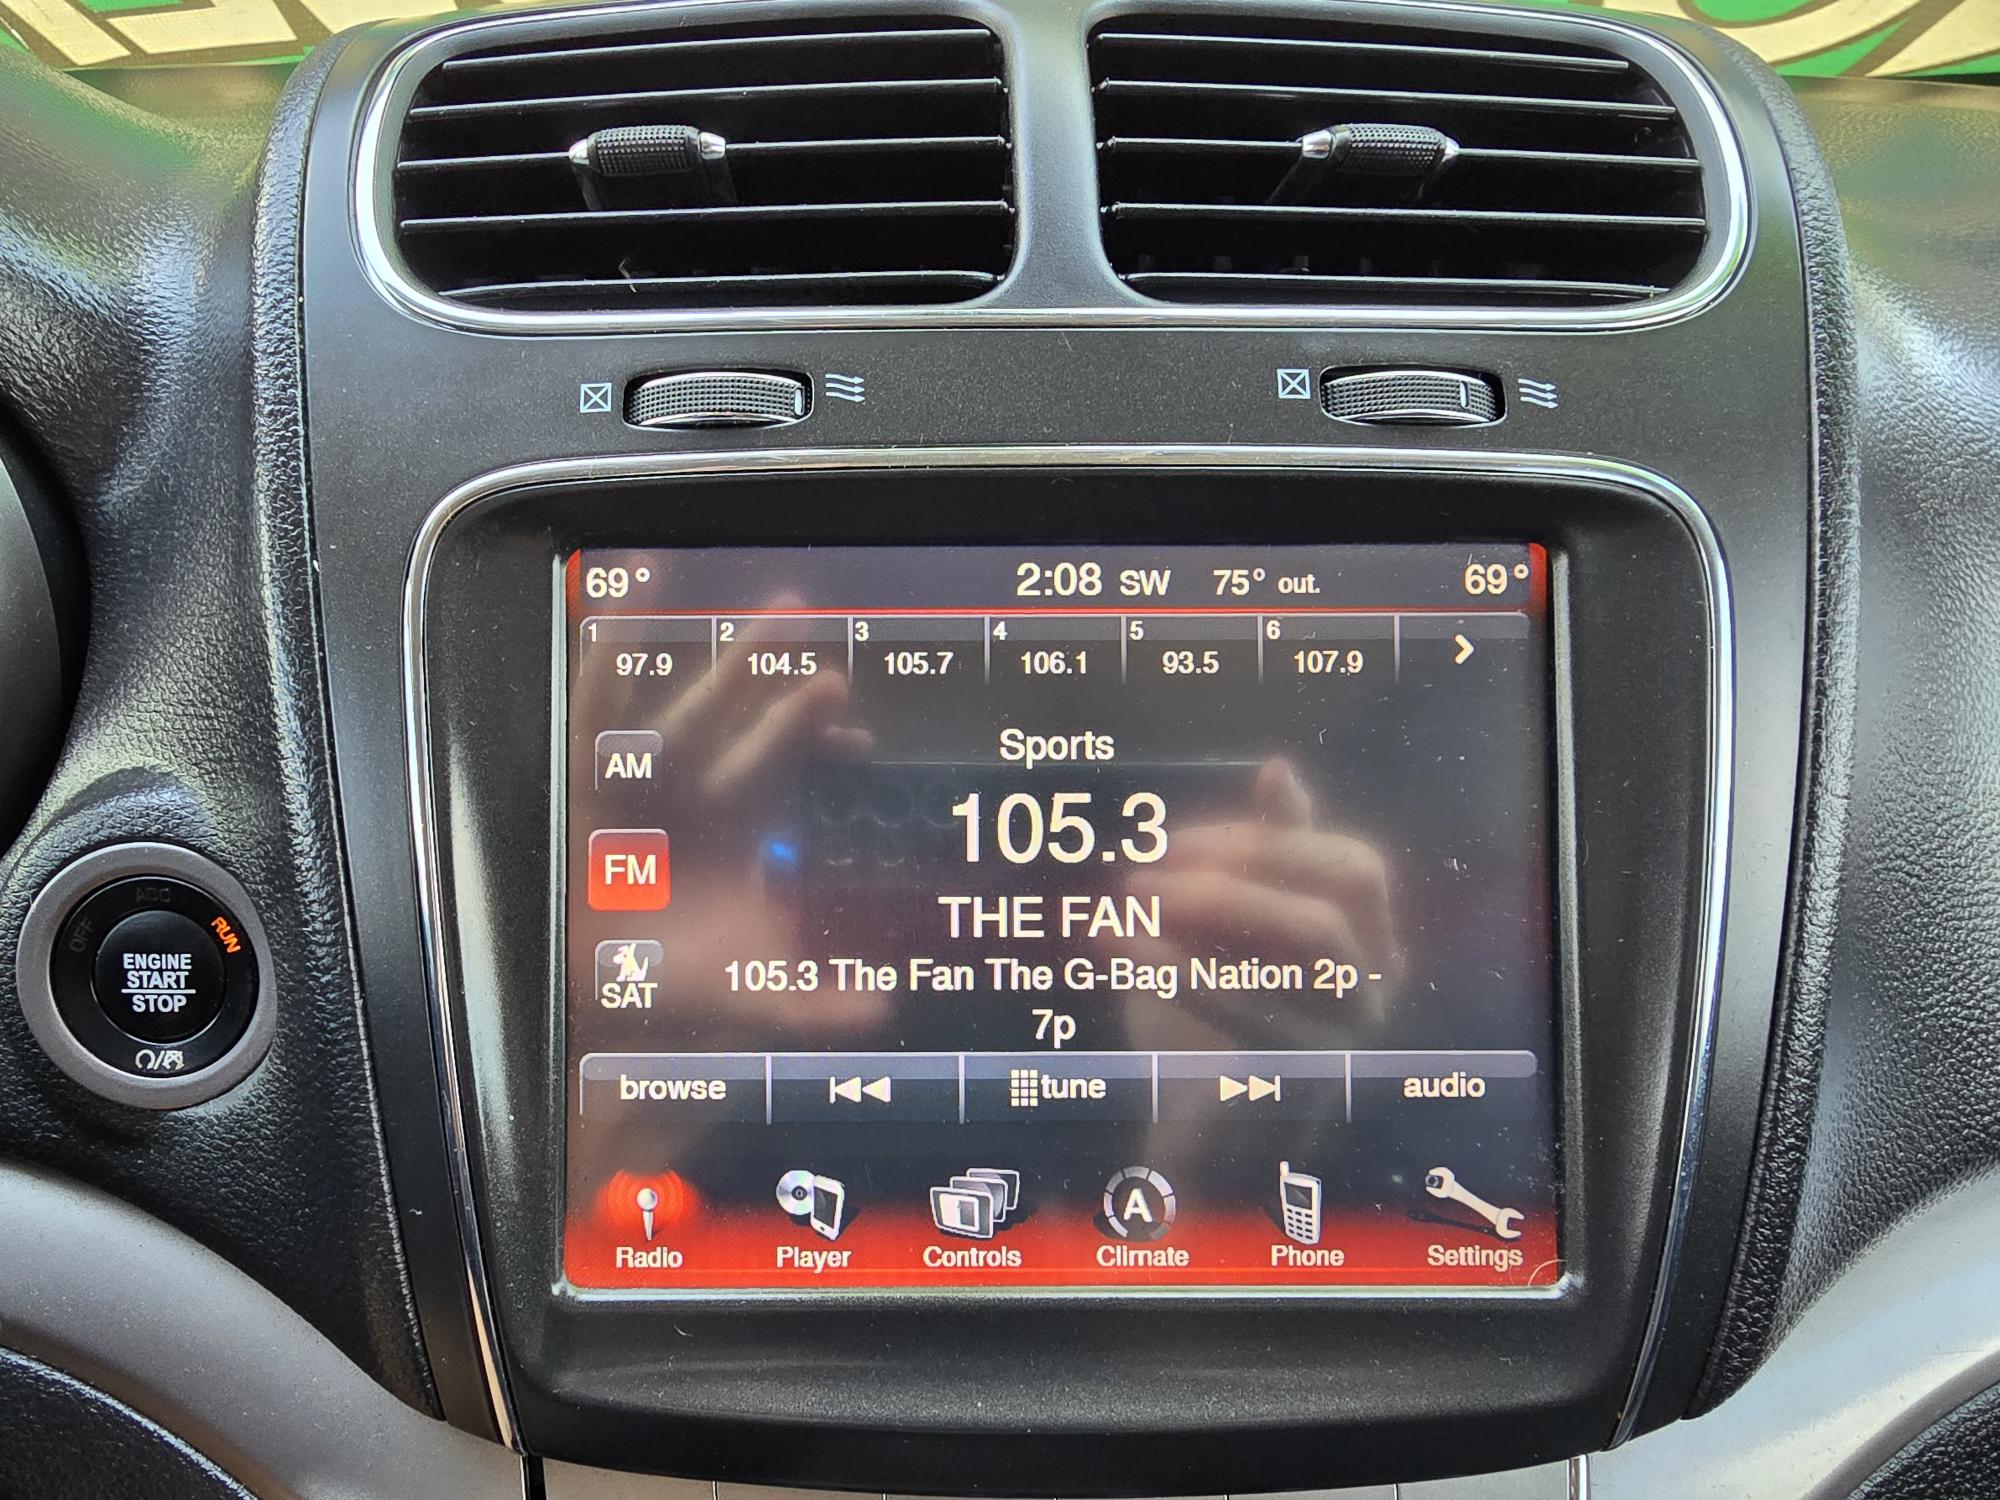 69° 2:08 SW 75° out. 69°
1 2 3 4 5 6
97.9 104.5 105.7 106.1 93.5 107.9
Sports
AM
105.3
FM
THE FAN
105.3 The Fan The G-Bag Nation 2p -
7p
SAT
browse tune audio
Radio Player Controls Climate Phone Settings
OFF ACC RUN
ENGINE
START
STOP
A